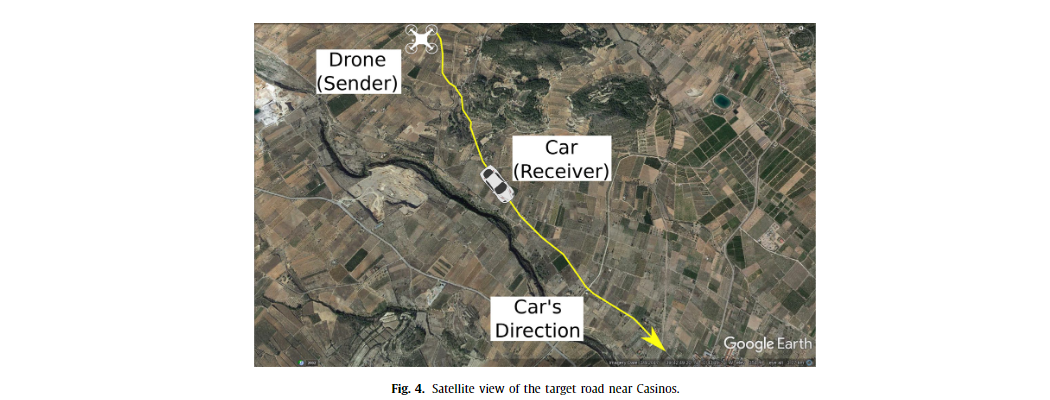 Drone
(Sender)
Car
(Receiver)
Car's
Direction
Google Earth
Fig. 4. Satellite view of the target road near Casinos.